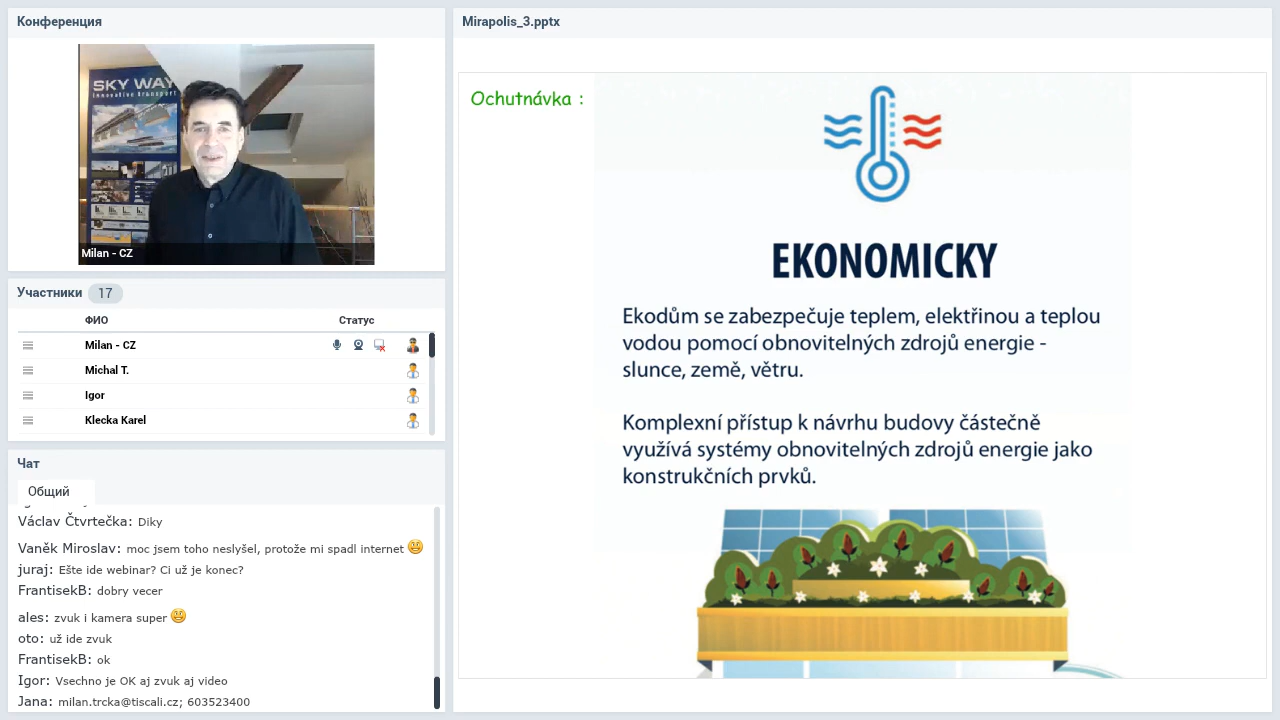 Конференция
SKY WAY
innovative transport
Milan - CZ
Участники 17
ФИО Статус
Milan - CZ
Michal T.
Igor
Klecka Karel
Чат
Общий
Václav Čtvrtečka: Diky
Vaněk Miroslav: moc jsem toho neslyšel, protože mi spadl internet
juraj: Ešte ide webinar? Ci už je konec?
FrantisekB: dobry vecer
ales: zvuk i kamera super
oto: už ide zvuk
FrantisekB: ok
Igor: Vsechno je OK aj zvuk aj video
Jana: milan.trcka@tiscali.cz; 603523400
Mirapolis_3.pptx
Ochutnávka :
EKONOMICKY
Ekodům se zabezpečuje teplem, elektřinou a teplou
vodou pomocí obnovitelných zdrojů energie -
slunce, země, větru.
Komplexní přístup k návrhu budovy částečně
využívá systémy obnovitelných zdrojů energie jako
konstrukčních prvků.